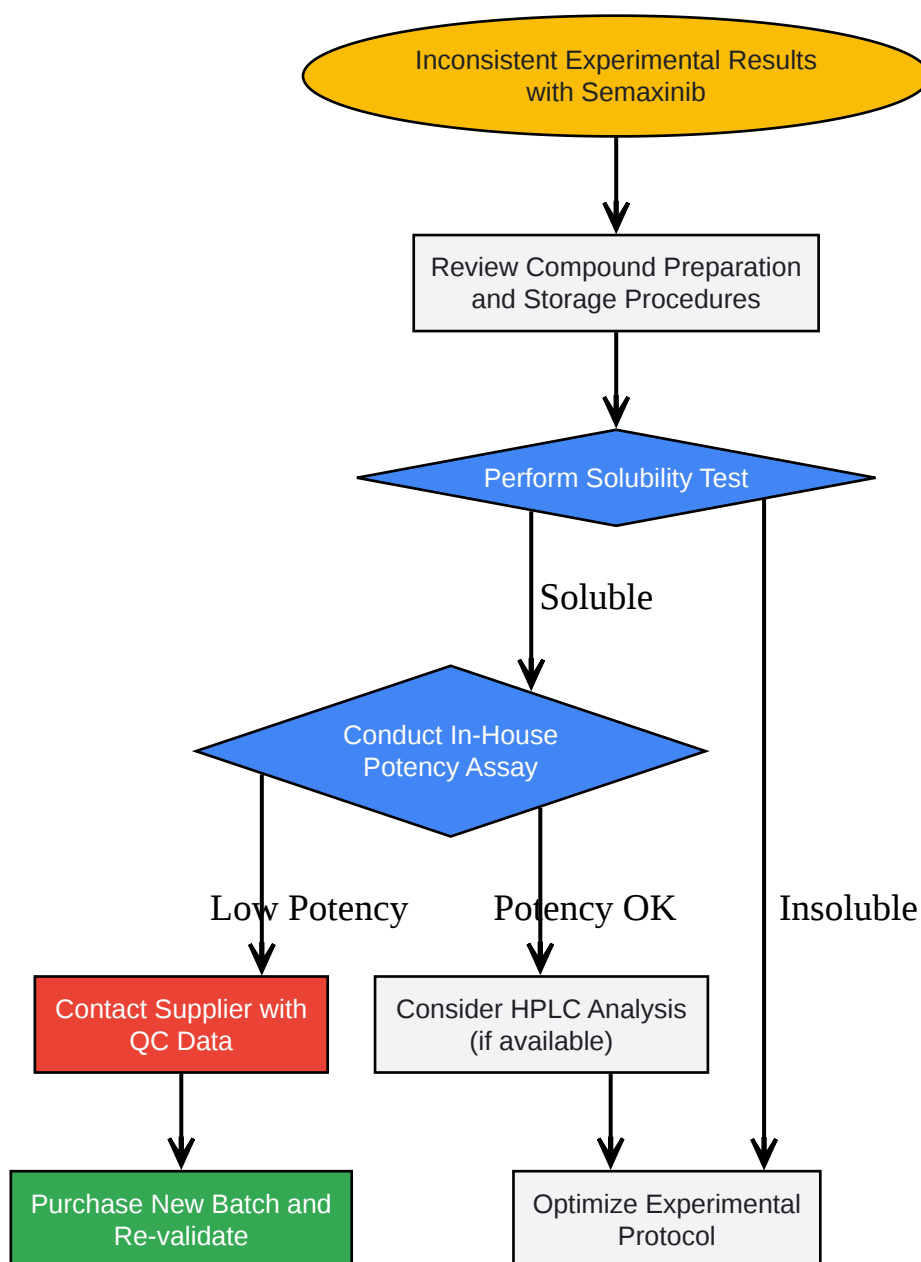 Inconsistent Experimental Results
with Semaxinib
Review Compound Preparation
and Storage Procedures
Perform Solubility Test
Soluble
Conduct In-House
Potency Assay
Low Potency
Potency OK
Insoluble
Contact Supplier with
QC Data
Consider HPLC Analysis
(if available)
Purchase New Batch and
Re-validate
Optimize Experimental
Protocol